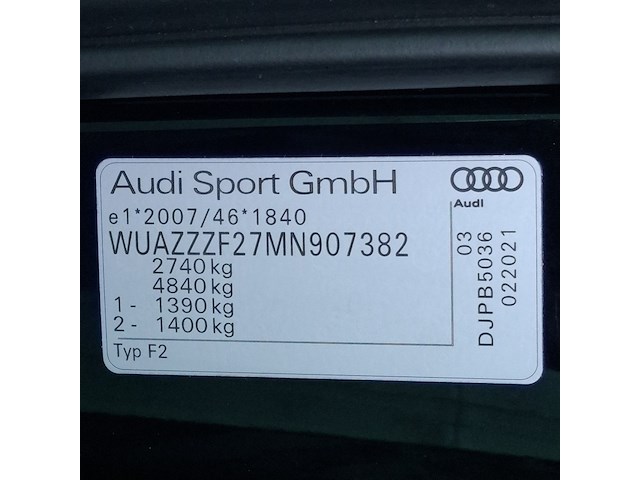 Audi Sport GmbH
Audi
e1*2007/46*1840
WUAZZZF27MN907382
2740 kg
4840 kg
1- 1390 kg
2- 1400 kg
Typ F2
03
DJPB5036
022021